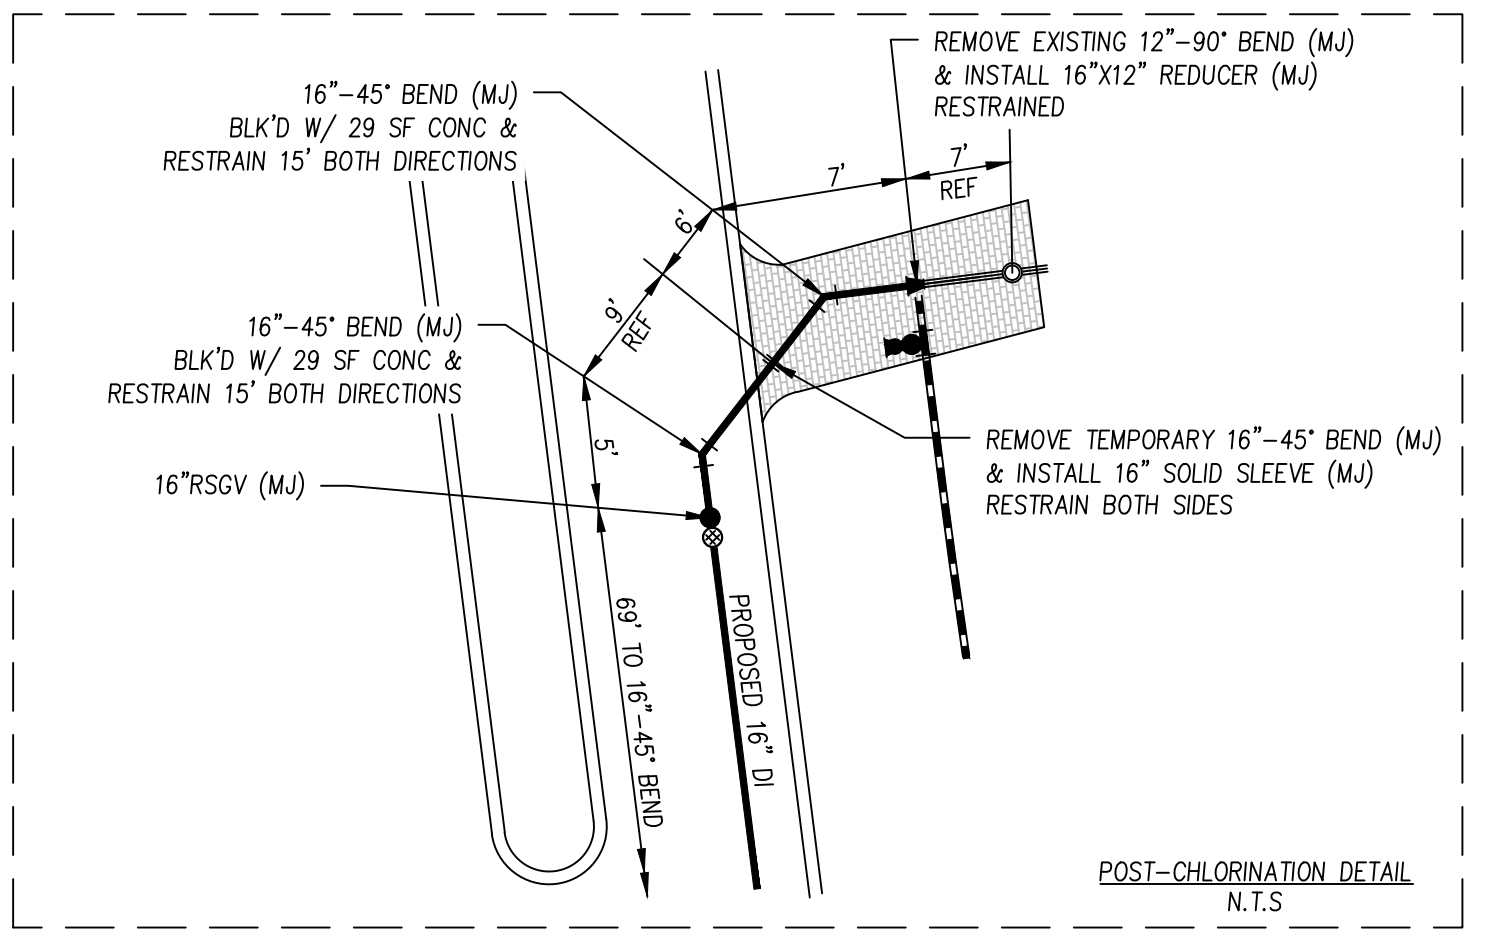 REMOVE EXISTING 12"-90° BEND (MJ)
& INSTALL 16"X12" REDUCER (MJ)
RESTRAINED
16"-45° BEND (MJ)
BLK'D W/ 29 SF CONC &
RESTRAIN 15' BOTH DIRECTIONS
7'
7'
REF
6'
9'
REF
16"-45° BEND (MJ)
BLK'D W/ 29 SF CONC &
RESTRAIN 15' BOTH DIRECTIONS
5'
REMOVE TEMPORARY 16"-45° BEND (MJ)
& INSTALL 16" SOLID SLEEVE (MJ)
RESTRAIN BOTH SIDES
16"RSGV (MJ)
69' TO 16"-45° BEND
PROPOSED 16" DI
POST-CHLORINATION DETAIL
N.T.S